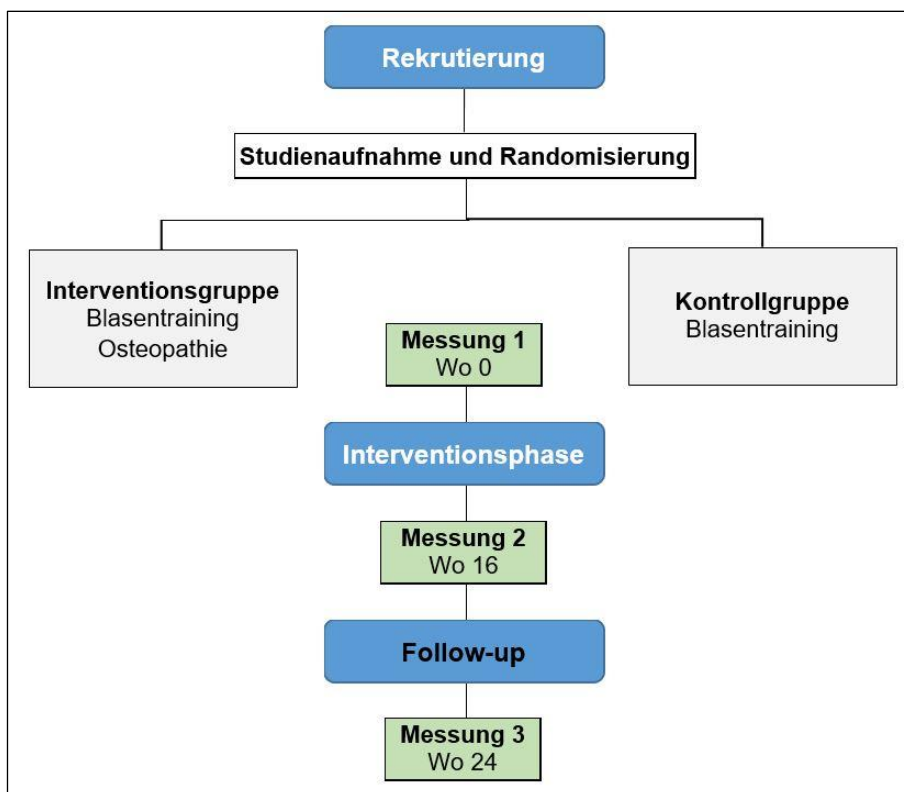 Rekrutierung
Studienaufnahme und Randomisierung
Interventionsgruppe
Blasentraining
Osteopathie
Kontrollgruppe
Blasentraining
Messung 1
Wo 0
Interventionsphase
Messung 2
Wo 16
Follow-up
Messung 3
Wo 24